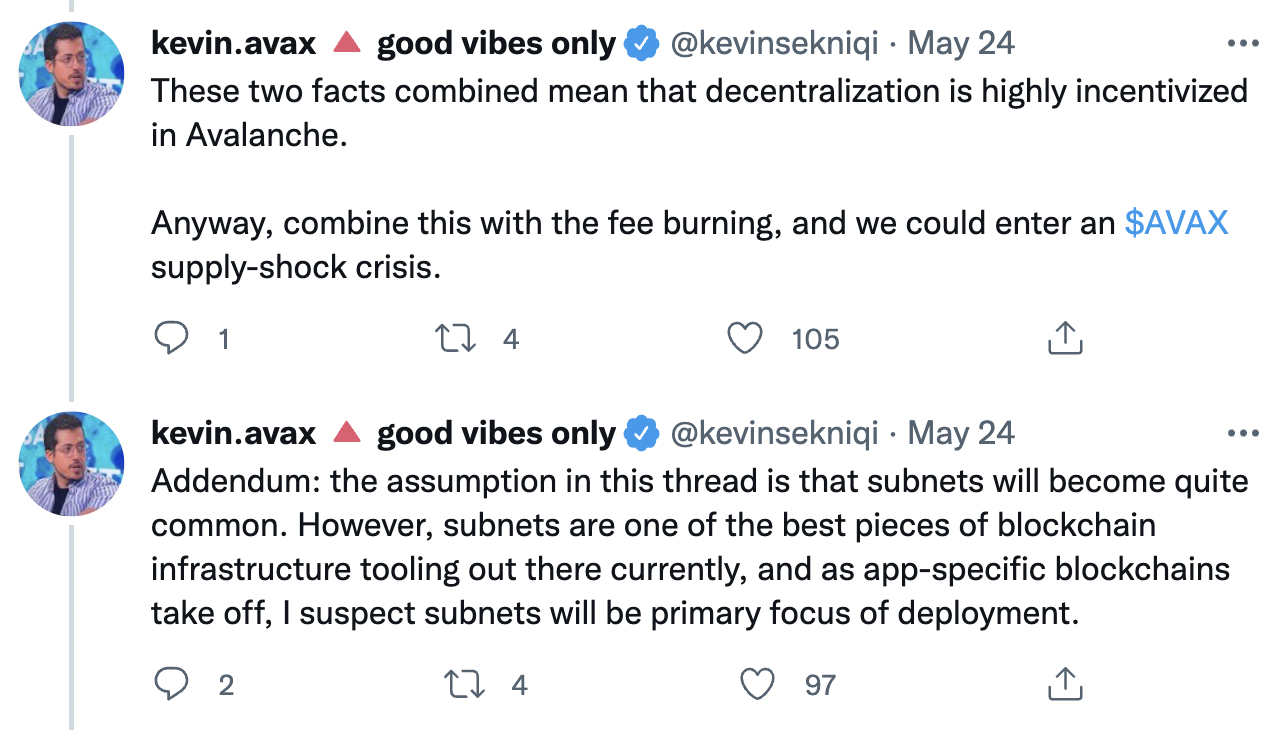 kevin.avax 🔺 good vibes only @kevinsekniqi · May 24
These two facts combined mean that decentralization is highly incentivized
in Avalanche.
Anyway, combine this with the fee burning, and we could enter an $AVAX
supply-shock crisis.
1 4 105
kevin.avax 🔺 good vibes only @kevinsekniqi · May 24
Addendum: the assumption in this thread is that subnets will become quite
common. However, subnets are one of the best pieces of blockchain
infrastructure tooling out there currently, and as app-specific blockchains
take off, I suspect subnets will be primary focus of deployment.
2 4 97